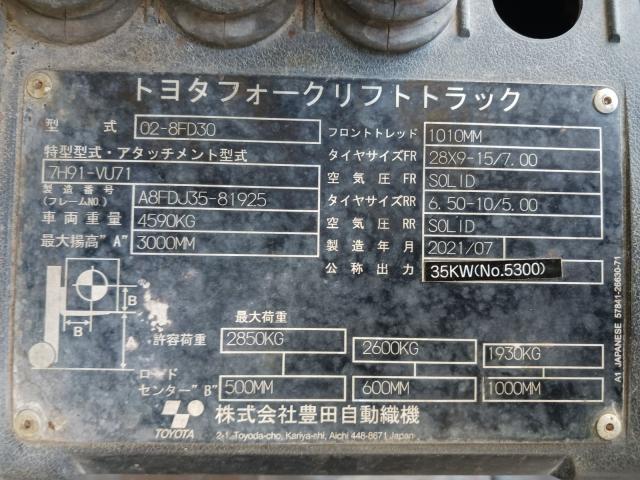 トヨタフォークリフトトラック
型式 02-8FD30
特型型式・アタッチメント型式
7H91-VU71
製造番号 (フレームNO.) A8FDJ35-81925
車両重量 4590KG
最大揚高"A" 3000MM
フロントトレッド 1010MM
タイヤサイズFR 28X9-15/7.00
空気圧FR SOLID
タイヤサイズRR 6.50-10/5.00
空気圧RR SOLID
製造年月 2021/07
公称出力 35KW(No.5300)
B
B
A
最大荷重
許容荷重 2850KG 2600KG 1930KG
ロードセンター"B" 500MM 600MM 1000MM
TOYOTA 株式会社豊田自動織機
2-1, Toyoda-cho, Kariya-shi, Aichi 448-8671 Japan
A1 JAPANESE 57841-26630-71